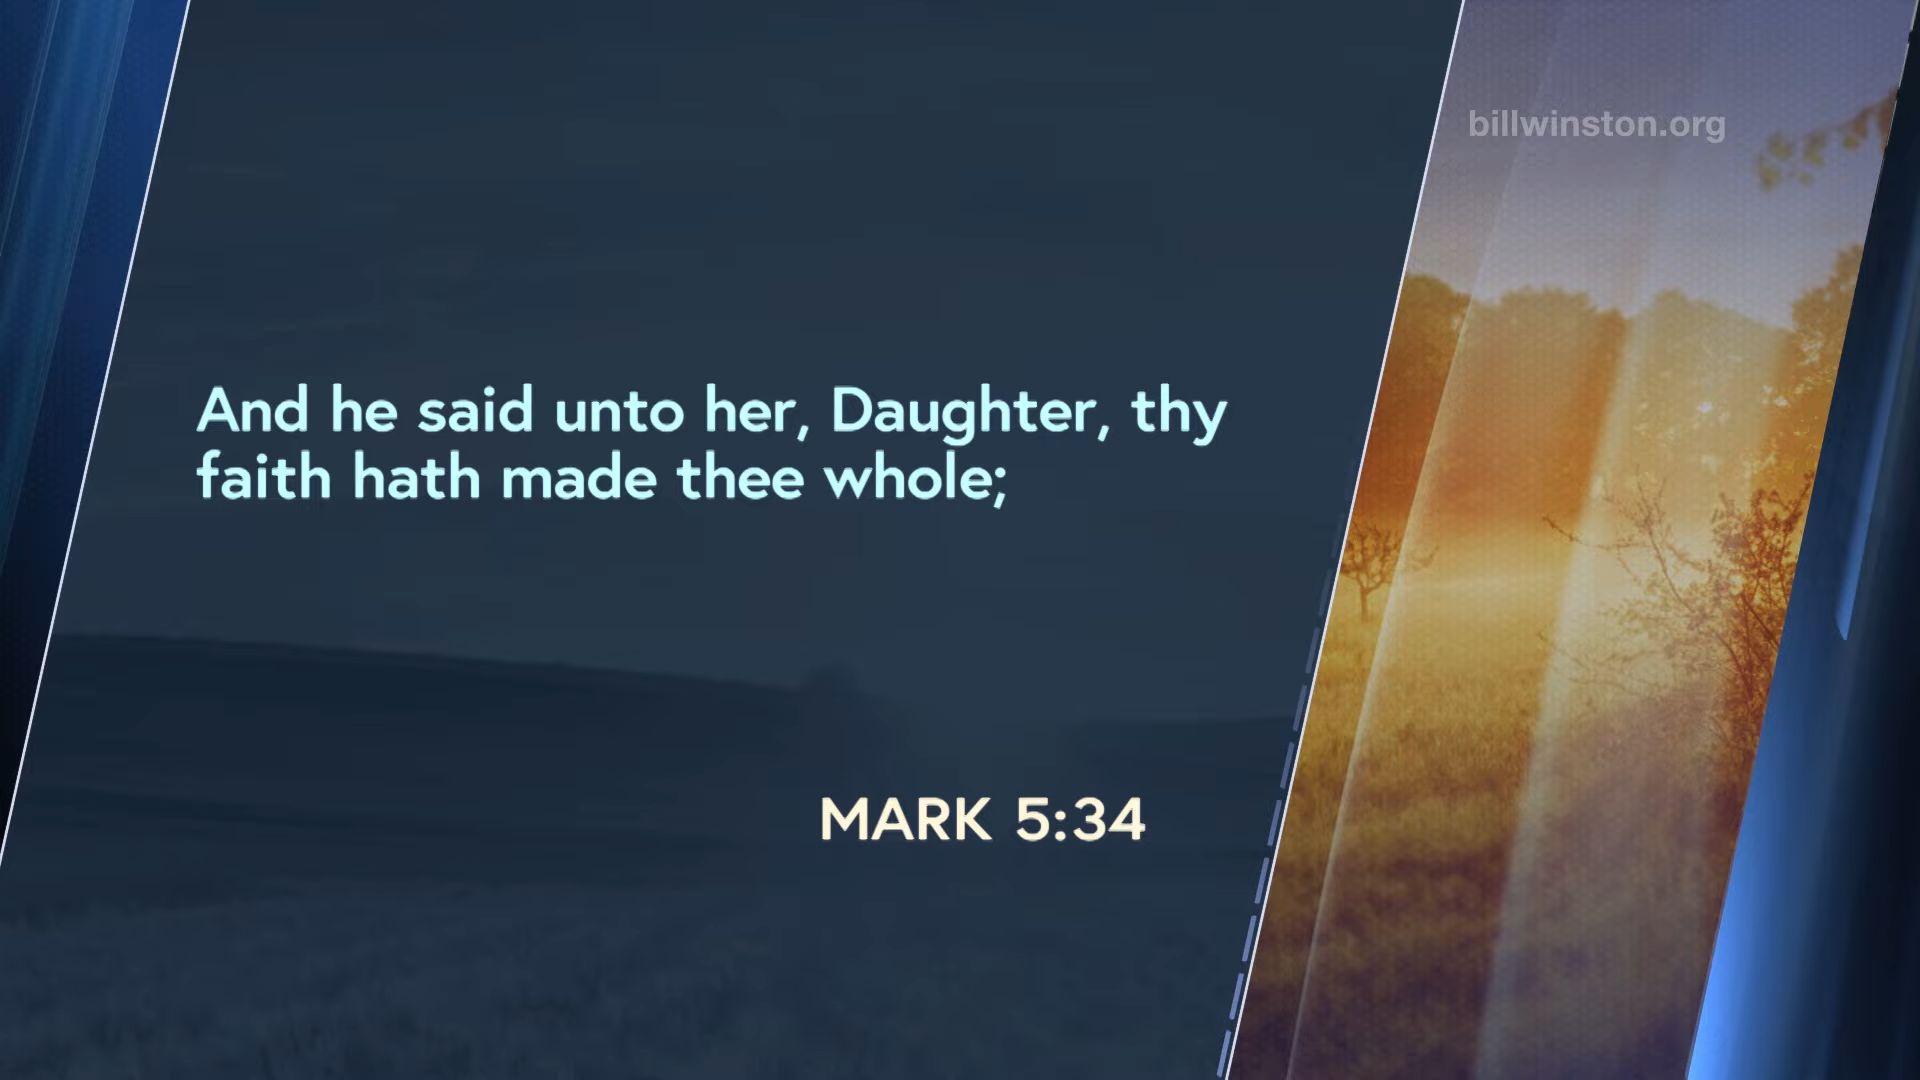 billwinston.org
And he said unto her, Daughter, thy
faith hath made thee whole;
MARK 5:34